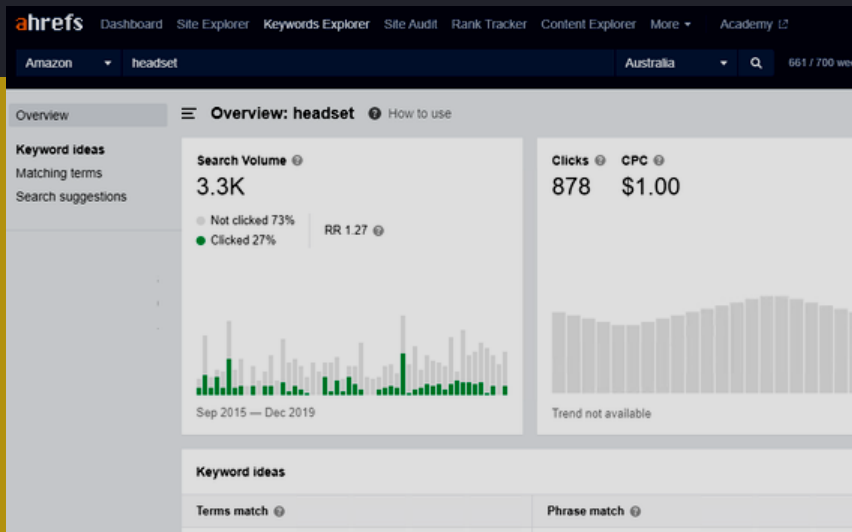 ahrefs Dashboard Site Explorer Keywords Explorer Site Audit Rank Tracker Content Explorer More Academy
Amazon headset Australia 661 / 700
Overview
Keyword ideas
Matching terms
Search suggestions
Overview: headset ? How to use
Search Volume ?
3.3K
Not clicked 73%
Clicked 27%
RR 1.27 ?
Sep 2015 — Dec 2019
Clicks ? CPC ?
878 $1.00
Trend not available
Keyword ideas
Terms match ? Phrase match ?